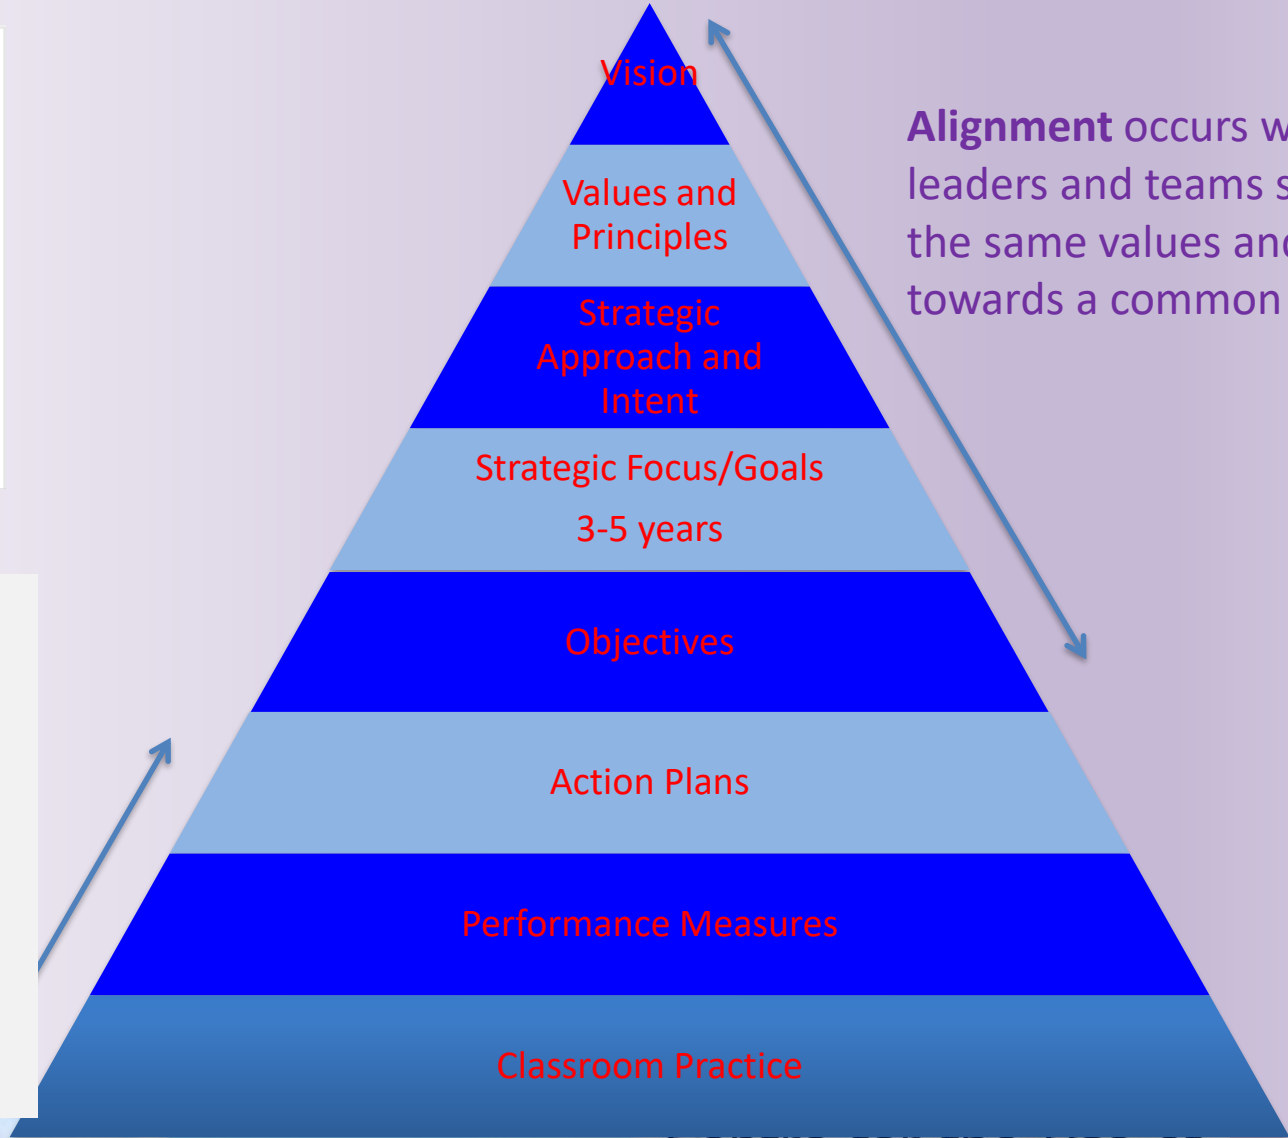 Vision
Values and
Principles
Strategic
Approach and
Intent
Strategic Focus/Goals
3-5 years
Objectives
Action Plans
Performance Measures
Classroom Practice
Alignment occurs
leaders and teams
the same values
towards a common